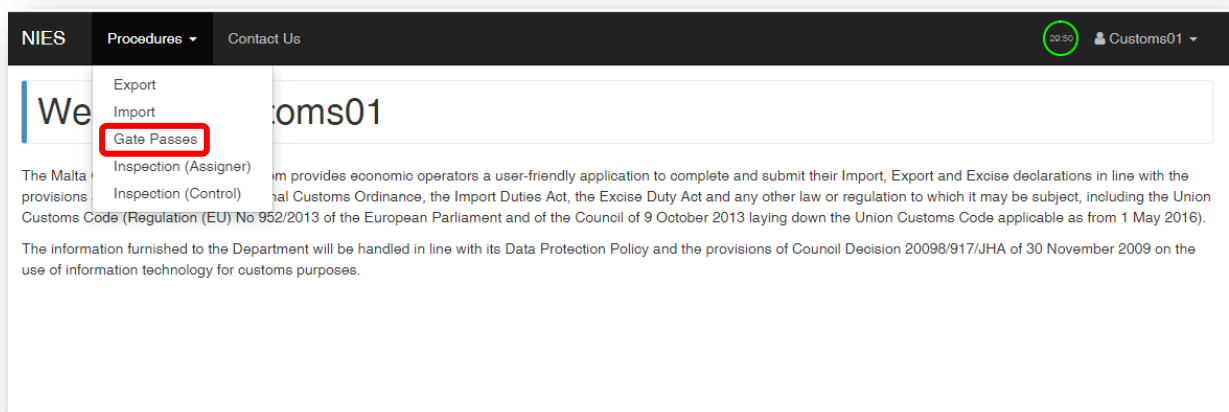 NIES Procedures Contact Us 29:50 Customs01
Export
Import
Gate Passes
Inspection (Assigner)
Inspection (Control)
We oms01
The Malta m provides economic operators a user-friendly application to complete and submit their Import, Export and Excise declarations in line with the
provisions nal Customs Ordinance, the Import Duties Act, the Excise Duty Act and any other law or regulation to which it may be subject, including the Union
Customs Code (Regulation (EU) No 952/2013 of the European Parliament and of the Council of 9 October 2013 laying down the Union Customs Code applicable as from 1 May 2016).
The information furnished to the Department will be handled in line with its Data Protection Policy and the provisions of Council Decision 20098/917/JHA of 30 November 2009 on the
use of information technology for customs purposes.